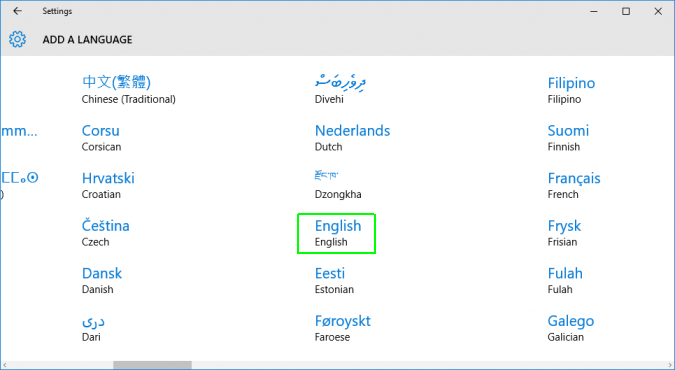 Settings
ADD A LANGUAGE
中文(繁體)
Chinese (Traditional)
ދިވެހިބަސް
Divehi
Filipino
Filipino
mm...
Corsu
Corsican
Nederlands
Dutch
Suomi
Finnish
)
Hrvatski
Croatian
རྫོང་ཁ
Dzongkha
Français
French
Čeština
Czech
English
English
Frysk
Frisian
Dansk
Danish
Eesti
Estonian
Fulah
Fulah
درى
Dari
Føroyskt
Faroese
Galego
Galician